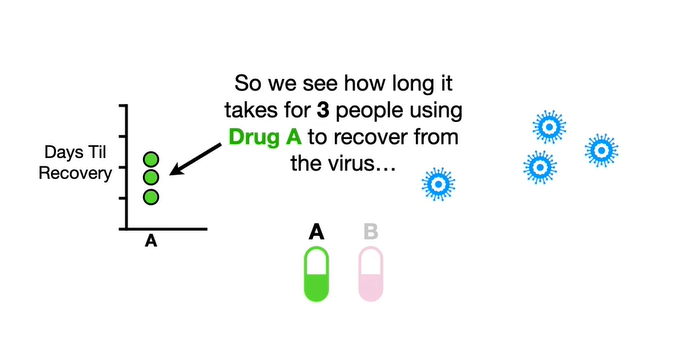 So we see how long it
takes for 3 people using
Drug A to recover from
the virus...
Days Til
Recovery
A
A B